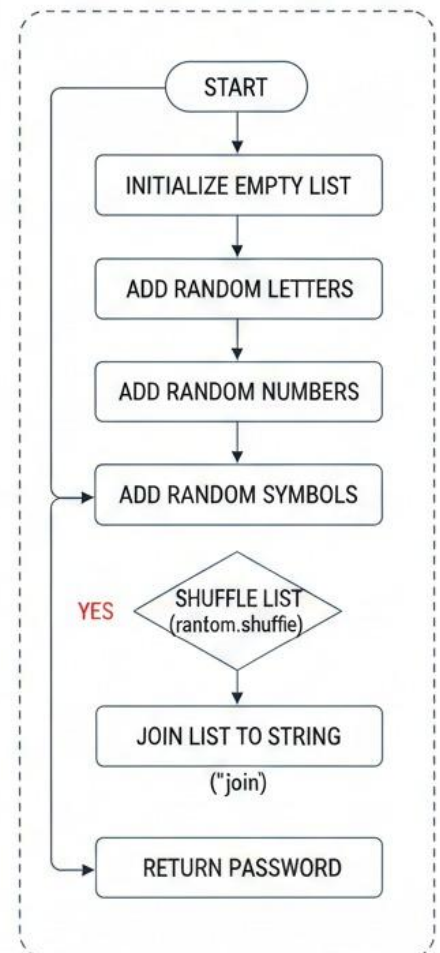 START
INITIALIZE EMPTY LIST
ADD RANDOM LETTERS
ADD RANDOM NUMBERS
ADD RANDOM SYMBOLS
YES
SHUFFLE LIST
(rantom.shuffie)
JOIN LIST TO STRING
("join')
RETURN PASSWORD